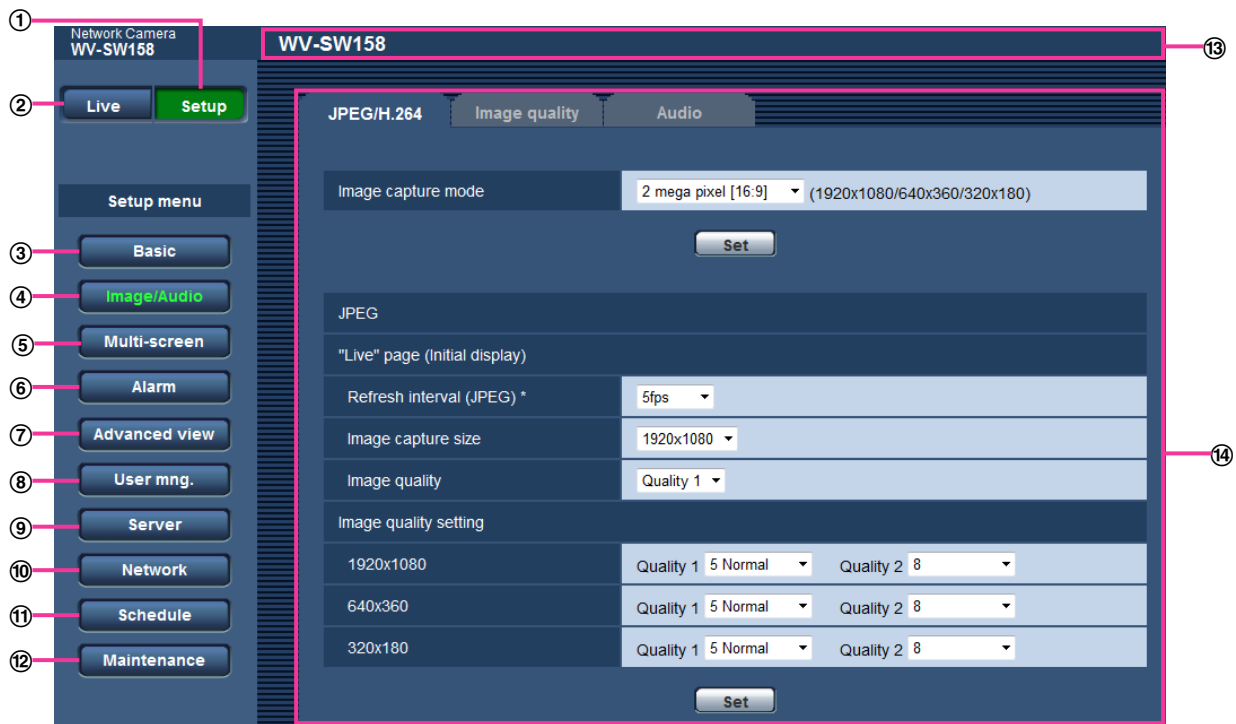 ①
Network Camera
WV-SW158
WV-SW158
⑬
② Live Setup
JPEG/H.264 Image quality Audio
Setup menu
Image capture mode 2 mega pixel [16:9] (1920x1080/640x360/320x180)
Set
③ Basic
④ Image/Audio
⑤ Multi-screen
⑥ Alarm
⑦ Advanced view
⑧ User mng.
⑨ Server
⑩ Network
⑪ Schedule
⑫ Maintenance
JPEG
"Live" page (Initial display)
Refresh interval (JPEG) * 5fps
Image capture size 1920x1080
⑭
Image quality Quality 1
Image quality setting
1920x1080 Quality 1 5 Normal Quality 2 8
640x360 Quality 1 5 Normal Quality 2 8
320x180 Quality 1 5 Normal Quality 2 8
Set